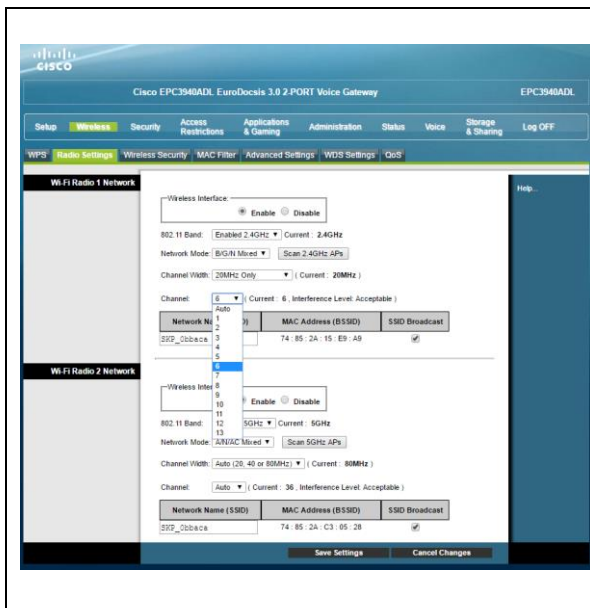 CISCO
Cisco EPC3940ADL EuroDocsis 3.0 2-PORT Voice Gateway EPC3940ADL
Setup Wireless Security Access Restrictions Applications & Gaming Administration Status Voice Storage & Sharing Log OFF
WPS Radio Settings Wireless Security MAC Filter Advanced Settings WDS Settings QoS
Wi-Fi Radio 1 Network
Help...
Wireless Interface:
Enable Disable
802.11 Band: Enabled 2.4GHz Current : 2.4GHz
Network Mode: B/G/N Mixed Scan 2.4GHz APs
Channel Width: 20MHz Only ( Current : 20MHz )
Channel: 6 ( Current : 6 , Interference Level: Acceptable )
Auto
1
2
3
4
5
6
7
8
9
10
11
12
13
Network MAC Address (BSSID) SSID Broadcast
SKP_0bbaca 74 : 85 : 2A : 15 : E9 : A9
Wi-Fi Radio 2 Network
Wireless
Enable Disable
802.11 Band: 5GHz Current : 5GHz
Network Mode: A/N/AC Mixed Scan 5GHz APs
Channel Width: Auto (20, 40 or 80MHz) ( Current : 80MHz )
Channel: Auto ( Current : 36 , Interference Level: Acceptable )
Network Name (SSID) MAC Address (BSSID) SSID Broadcast
SKP_0bbaca 74 : 85 : 2A : C3 : 05 : 28
Save Settings Cancel Changes